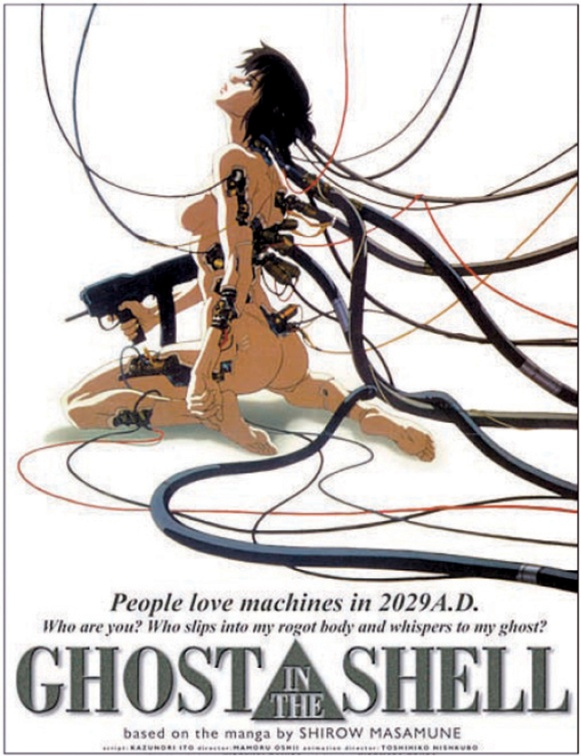 People love machines in 2029A.D.
Who are you? Who slips into my rogot body and whispers to my ghost?
GHOST IN THE SHELL
based on the manga by SHIROW MASAMUNE
script: KAZUNORI ITO director: MAMORU OSHII animation director: TOSHIHIKO NISHKUBO